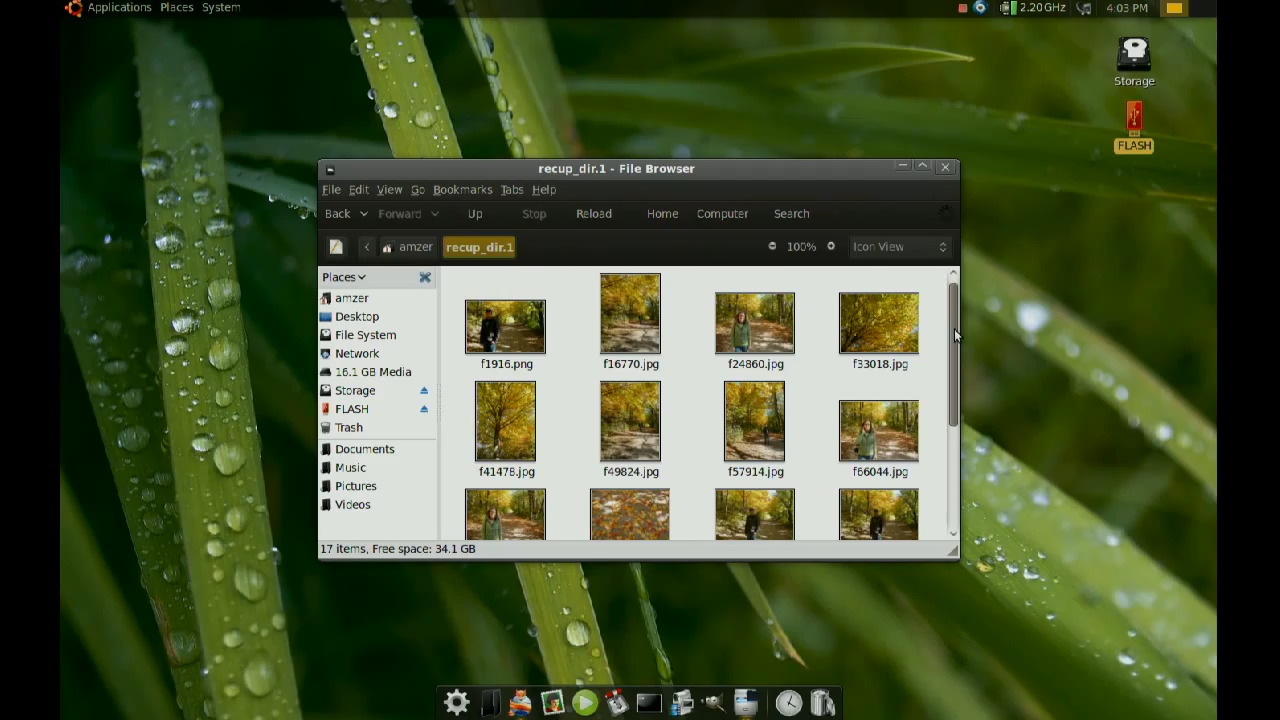 Applications Places System
2.20GHz 4:03 PM
Storage
FLASH
recup_dir.1 - File Browser
File Edit View Go Bookmarks Tabs Help
Back Forward Up Stop Reload Home Computer Search
amzer recup_dir.1 100% Icon View
Places
amzer
Desktop
File System
Network
16.1 GB Media
Storage
FLASH
Trash
Documents
Music
Pictures
Videos
f1916.png f16770.jpg f24860.jpg f33018.jpg
f41478.jpg f49824.jpg f57914.jpg f66044.jpg
17 items, Free space: 34.1 GB